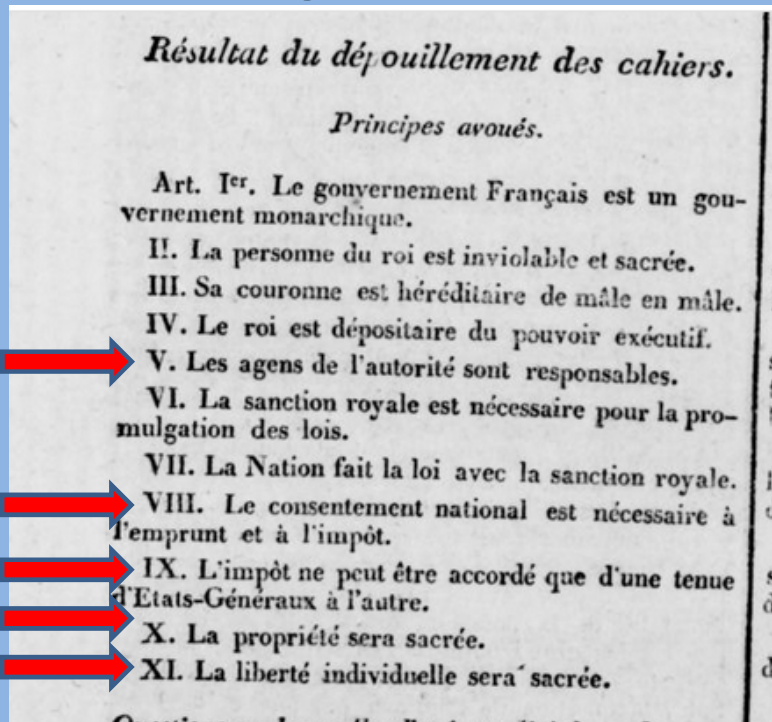 Résultat du dépouillement des cahiers.
Principes avoués.
Art. Ier. Le gouvernement Français est un gou-
vernement monarchique.
II. La personne du roi est inviolable et sacrée.
III. Sa couronne est héréditaire de mâle en mâle.
IV. Le roi est dépositaire du pouvoir exécutif.
V. Les agens de l'autorité sont responsables.
VI. La sanction royale est nécessaire pour la pro-
mulgation des lois.
VII. La Nation fait la loi avec la sanction royale.
VIII. Le consentement national est nécessaire à
l'emprunt et à l'impôt.
IX. L'impôt ne peut être accordé que d'une tenue
d'Etats-Généraux à l'autre.
X. La propriété sera sacrée.
XI. La liberté individuelle sera sacrée.